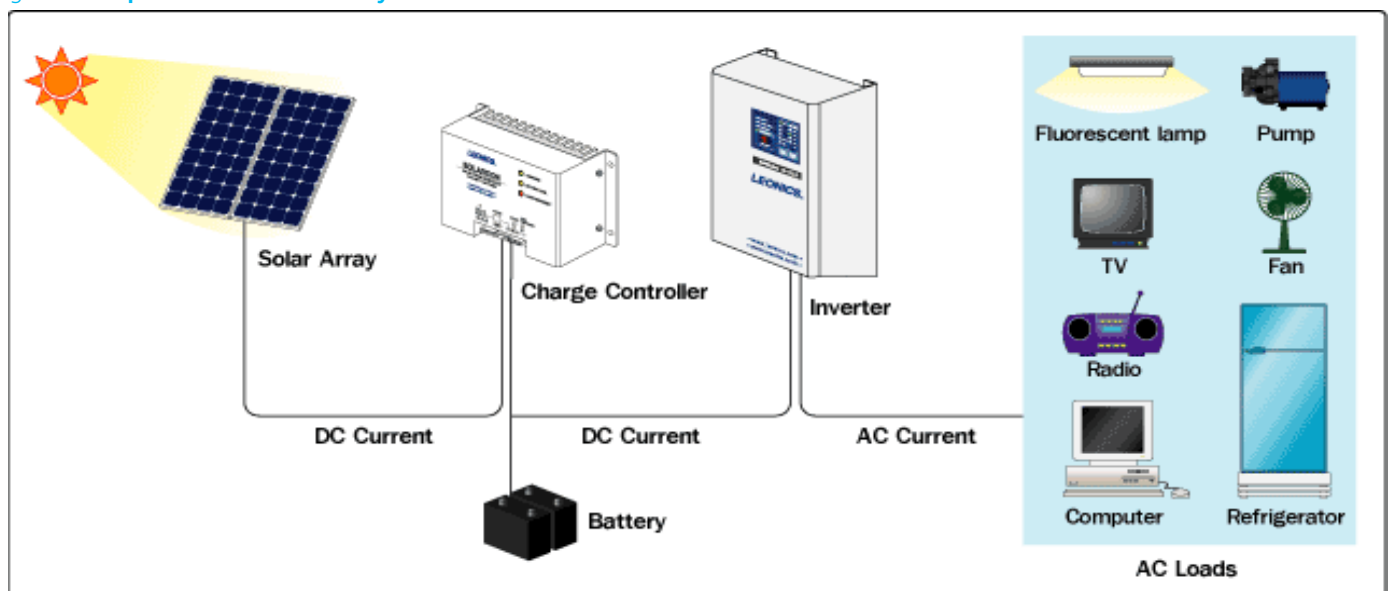 Fluorescent lamp
Pump
LEONICS
SOLARCON
LEONICS
Solar Array
TV
Fan
Charge Controller
Inverter
Radio
DC Current
DC Current
AC Current
Battery
Computer
Refrigerator
AC Loads